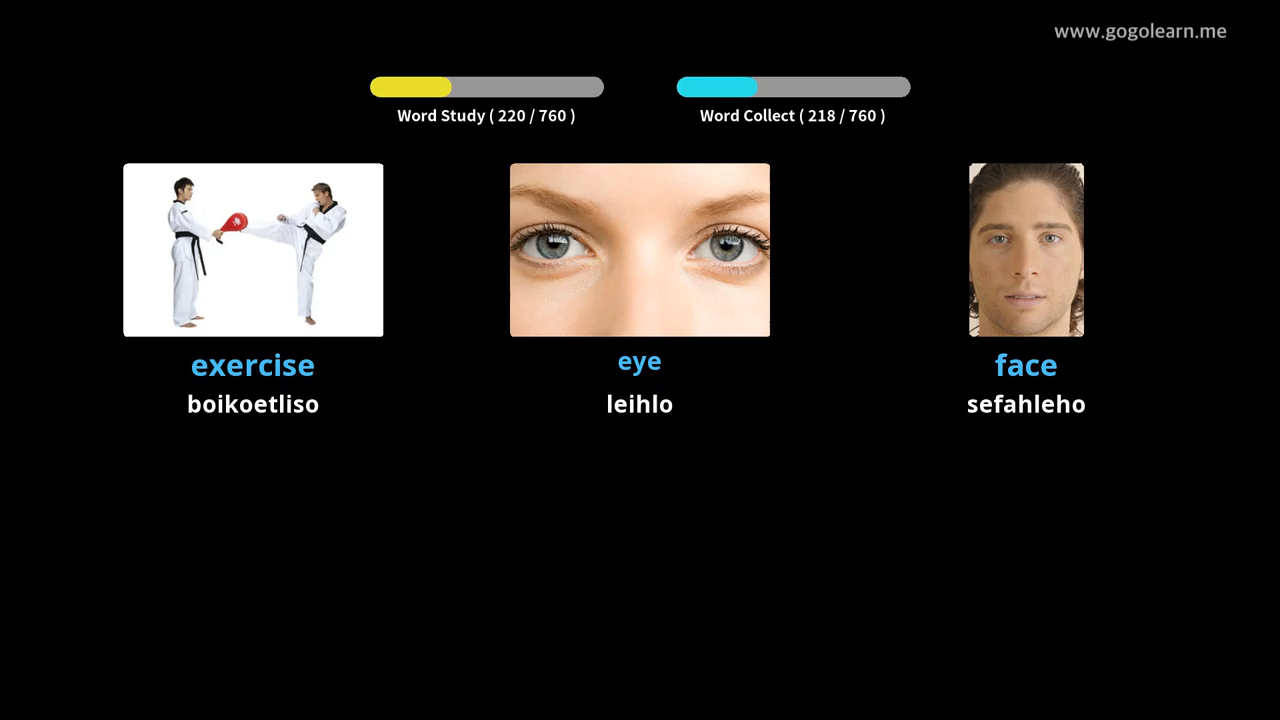 www.gogolearn.me
Word Study ( 220 / 760 )
Word Collect ( 218 / 760 )
exercise
boikoetliso
eye
leihlo
face
sefahleho